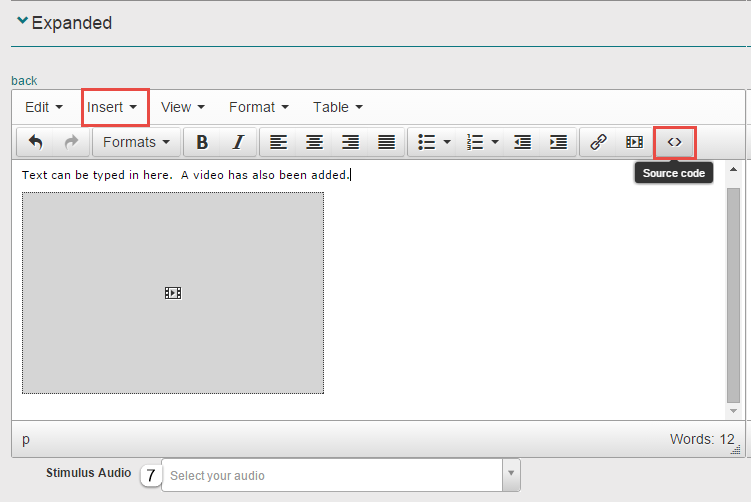 Expanded
back
Edit Insert View Format Table
Formats B I
Source code
Text can be typed in here. A video has also been added.
p Words: 12
Stimulus Audio 7 Select your audio